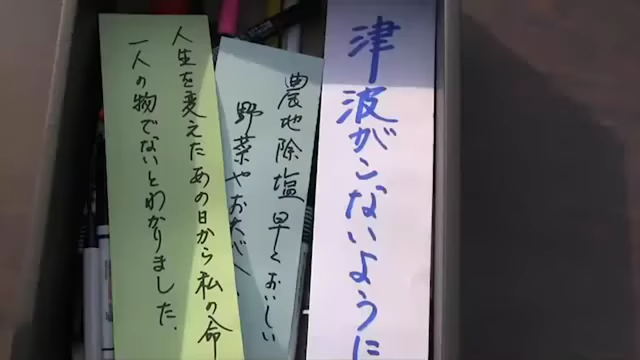 津波がこないように
農地除塩早くおいしい
野菜やお
人生を変えたあの日から私の命
一人の物でないとわかりました.